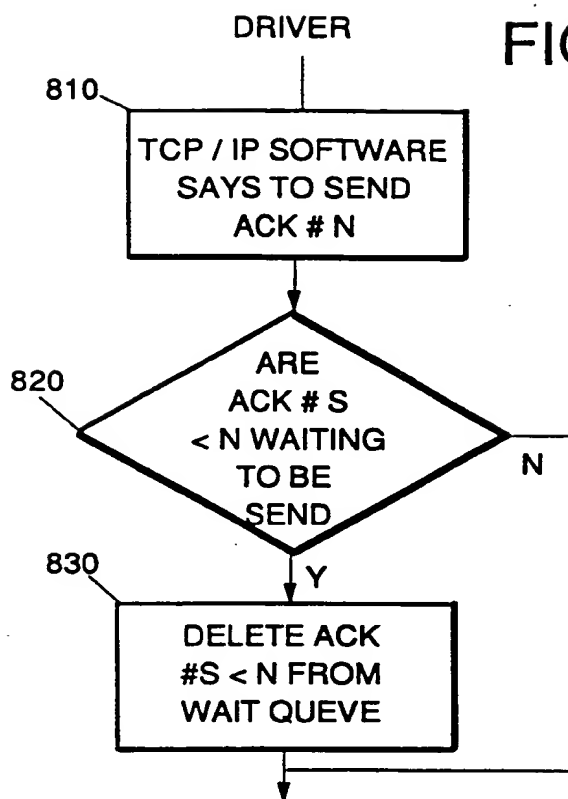 DRIVER
FIG
810
TCP / IP SOFTWARE
SAYS TO SEND
ACK # N
820
ARE
ACK # S
< N WAITING
TO BE
SEND
N
Y
830
DELETE ACK
#S < N FROM
WAIT QUEVE